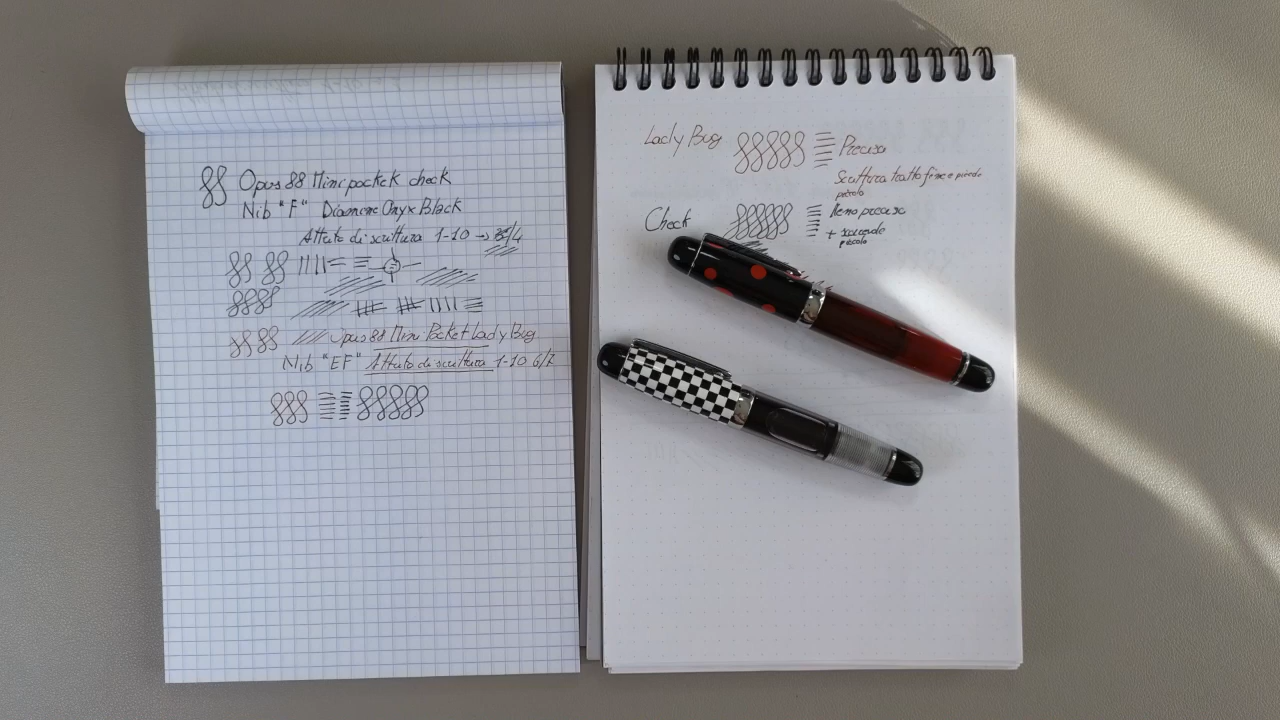 Opus 88 Mini pocket check
Nib "F" Diamine Onyx Black
Attrito di scrittura 1-10 → 3/4
Opus 88 Mini Pocket Lady Bug
Nib "EF" Attrito di scrittura 1-10 6/7
Lady Bug
Precisa
Scrittura tratto fine e piccolo
Check
Meno precisa
+ scorrevole